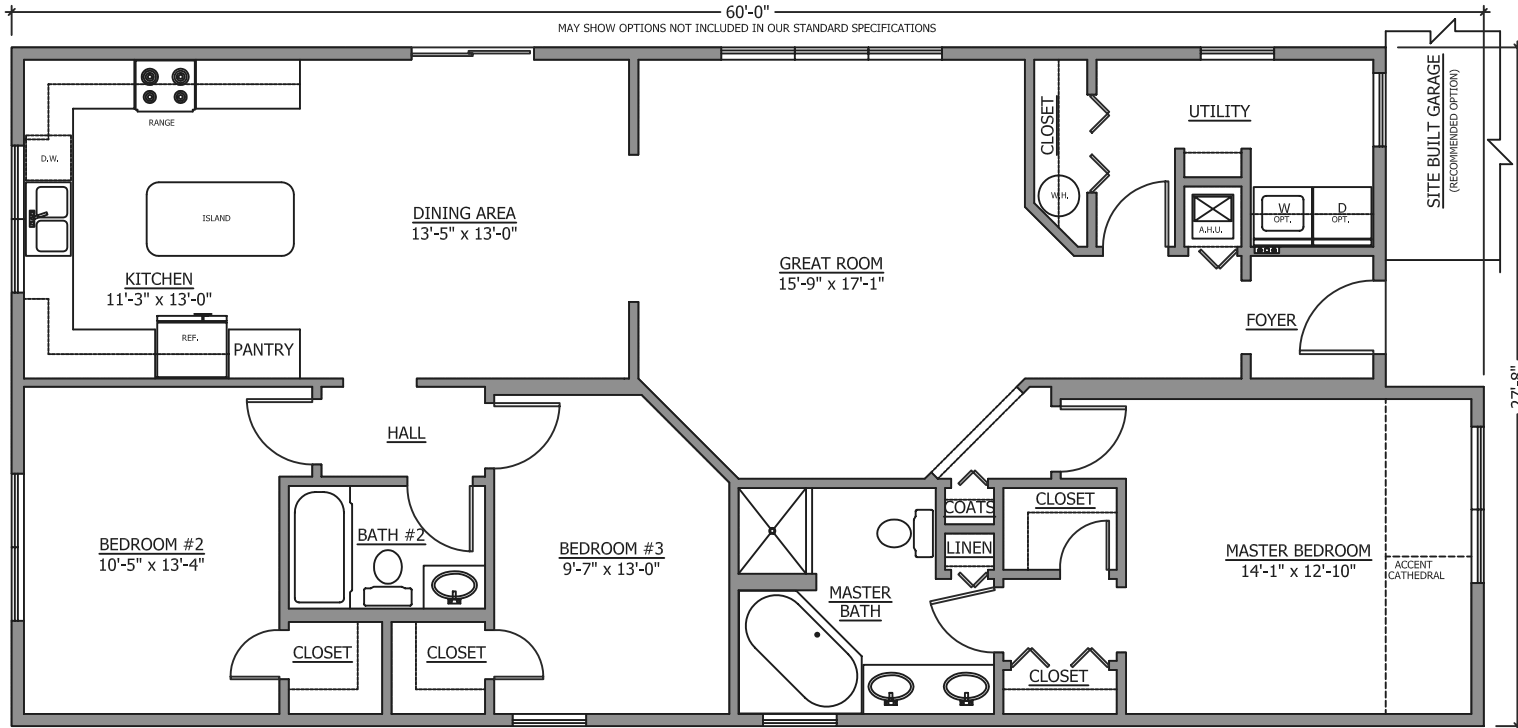 60'-0"
MAY SHOW OPTIONS NOT INCLUDED IN OUR STANDARD SPECIFICATIONS
RANGE
D.W.
ISLAND
KITCHEN
11'-3" x 13'-0"
REF.
PANTRY
DINING AREA
13'-5" x 13'-0"
GREAT ROOM
15'-9" x 17'-1"
CLOSET
W.H.
UTILITY
A.H.U.
W
OPT.
D
OPT.
FOYER
SITE BUILT GARAGE
(RECOMMENDED OPTION)
27'-8"
HALL
BEDROOM #2
10'-5" x 13'-4"
BATH #2
CLOSET
CLOSET
BEDROOM #3
9'-7" x 13'-0"
COATS
LINEN
CLOSET
MASTER
BATH
CLOSET
MASTER BEDROOM
14'-1" x 12'-10"
ACCENT
CATHEDRAL